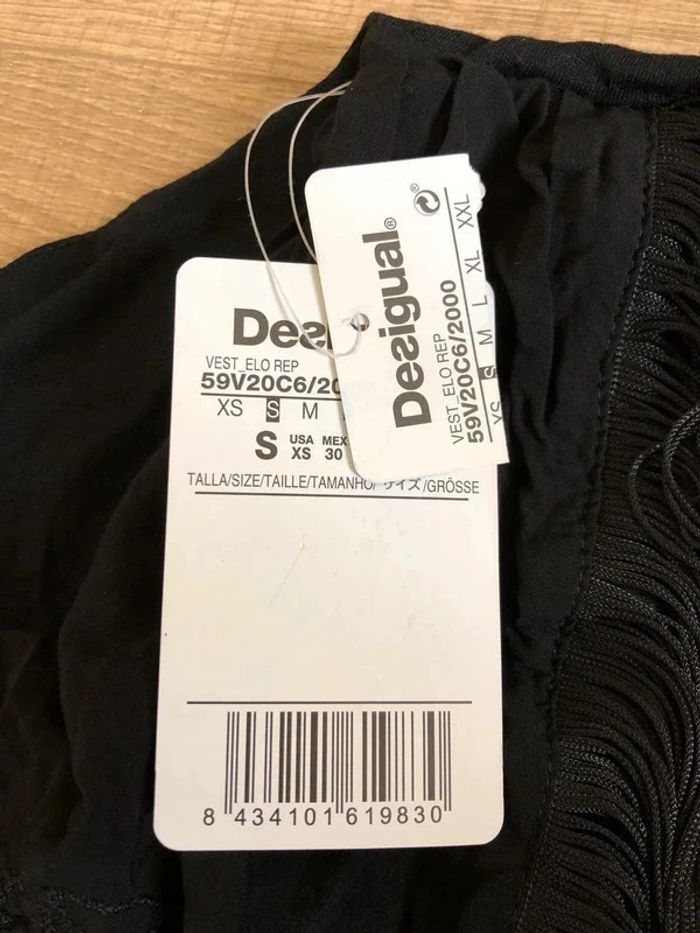 Desigual®
VEST_ELO REP
59V20C6/2000
XS S M L XL XXL
VEST_ELO REP
59V20C6/20
XS S M
S USA XS MEX 30
TALLA/SIZE/TAILLE/TAMANHO/サイズ/GRÖSSE
8 434101 619830